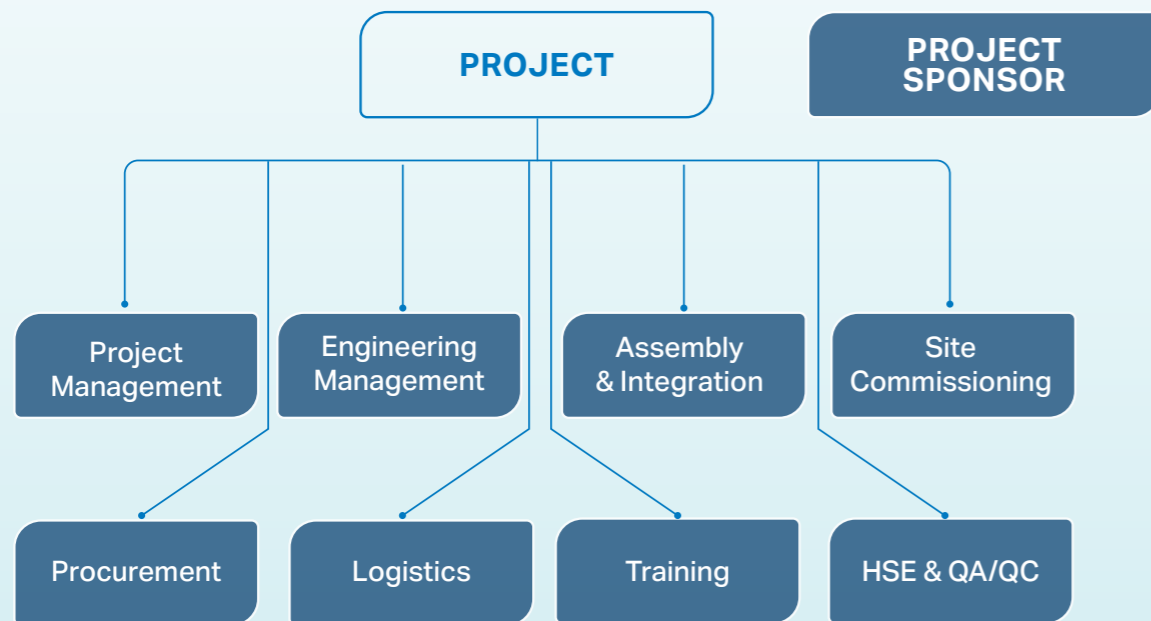 PROJECT
PROJECT
SPONSOR
Project
Management
Engineering
Management
Assembly
& Integration
Site
Commissioning
Procurement
Logistics
Training
HSE & QA/QC